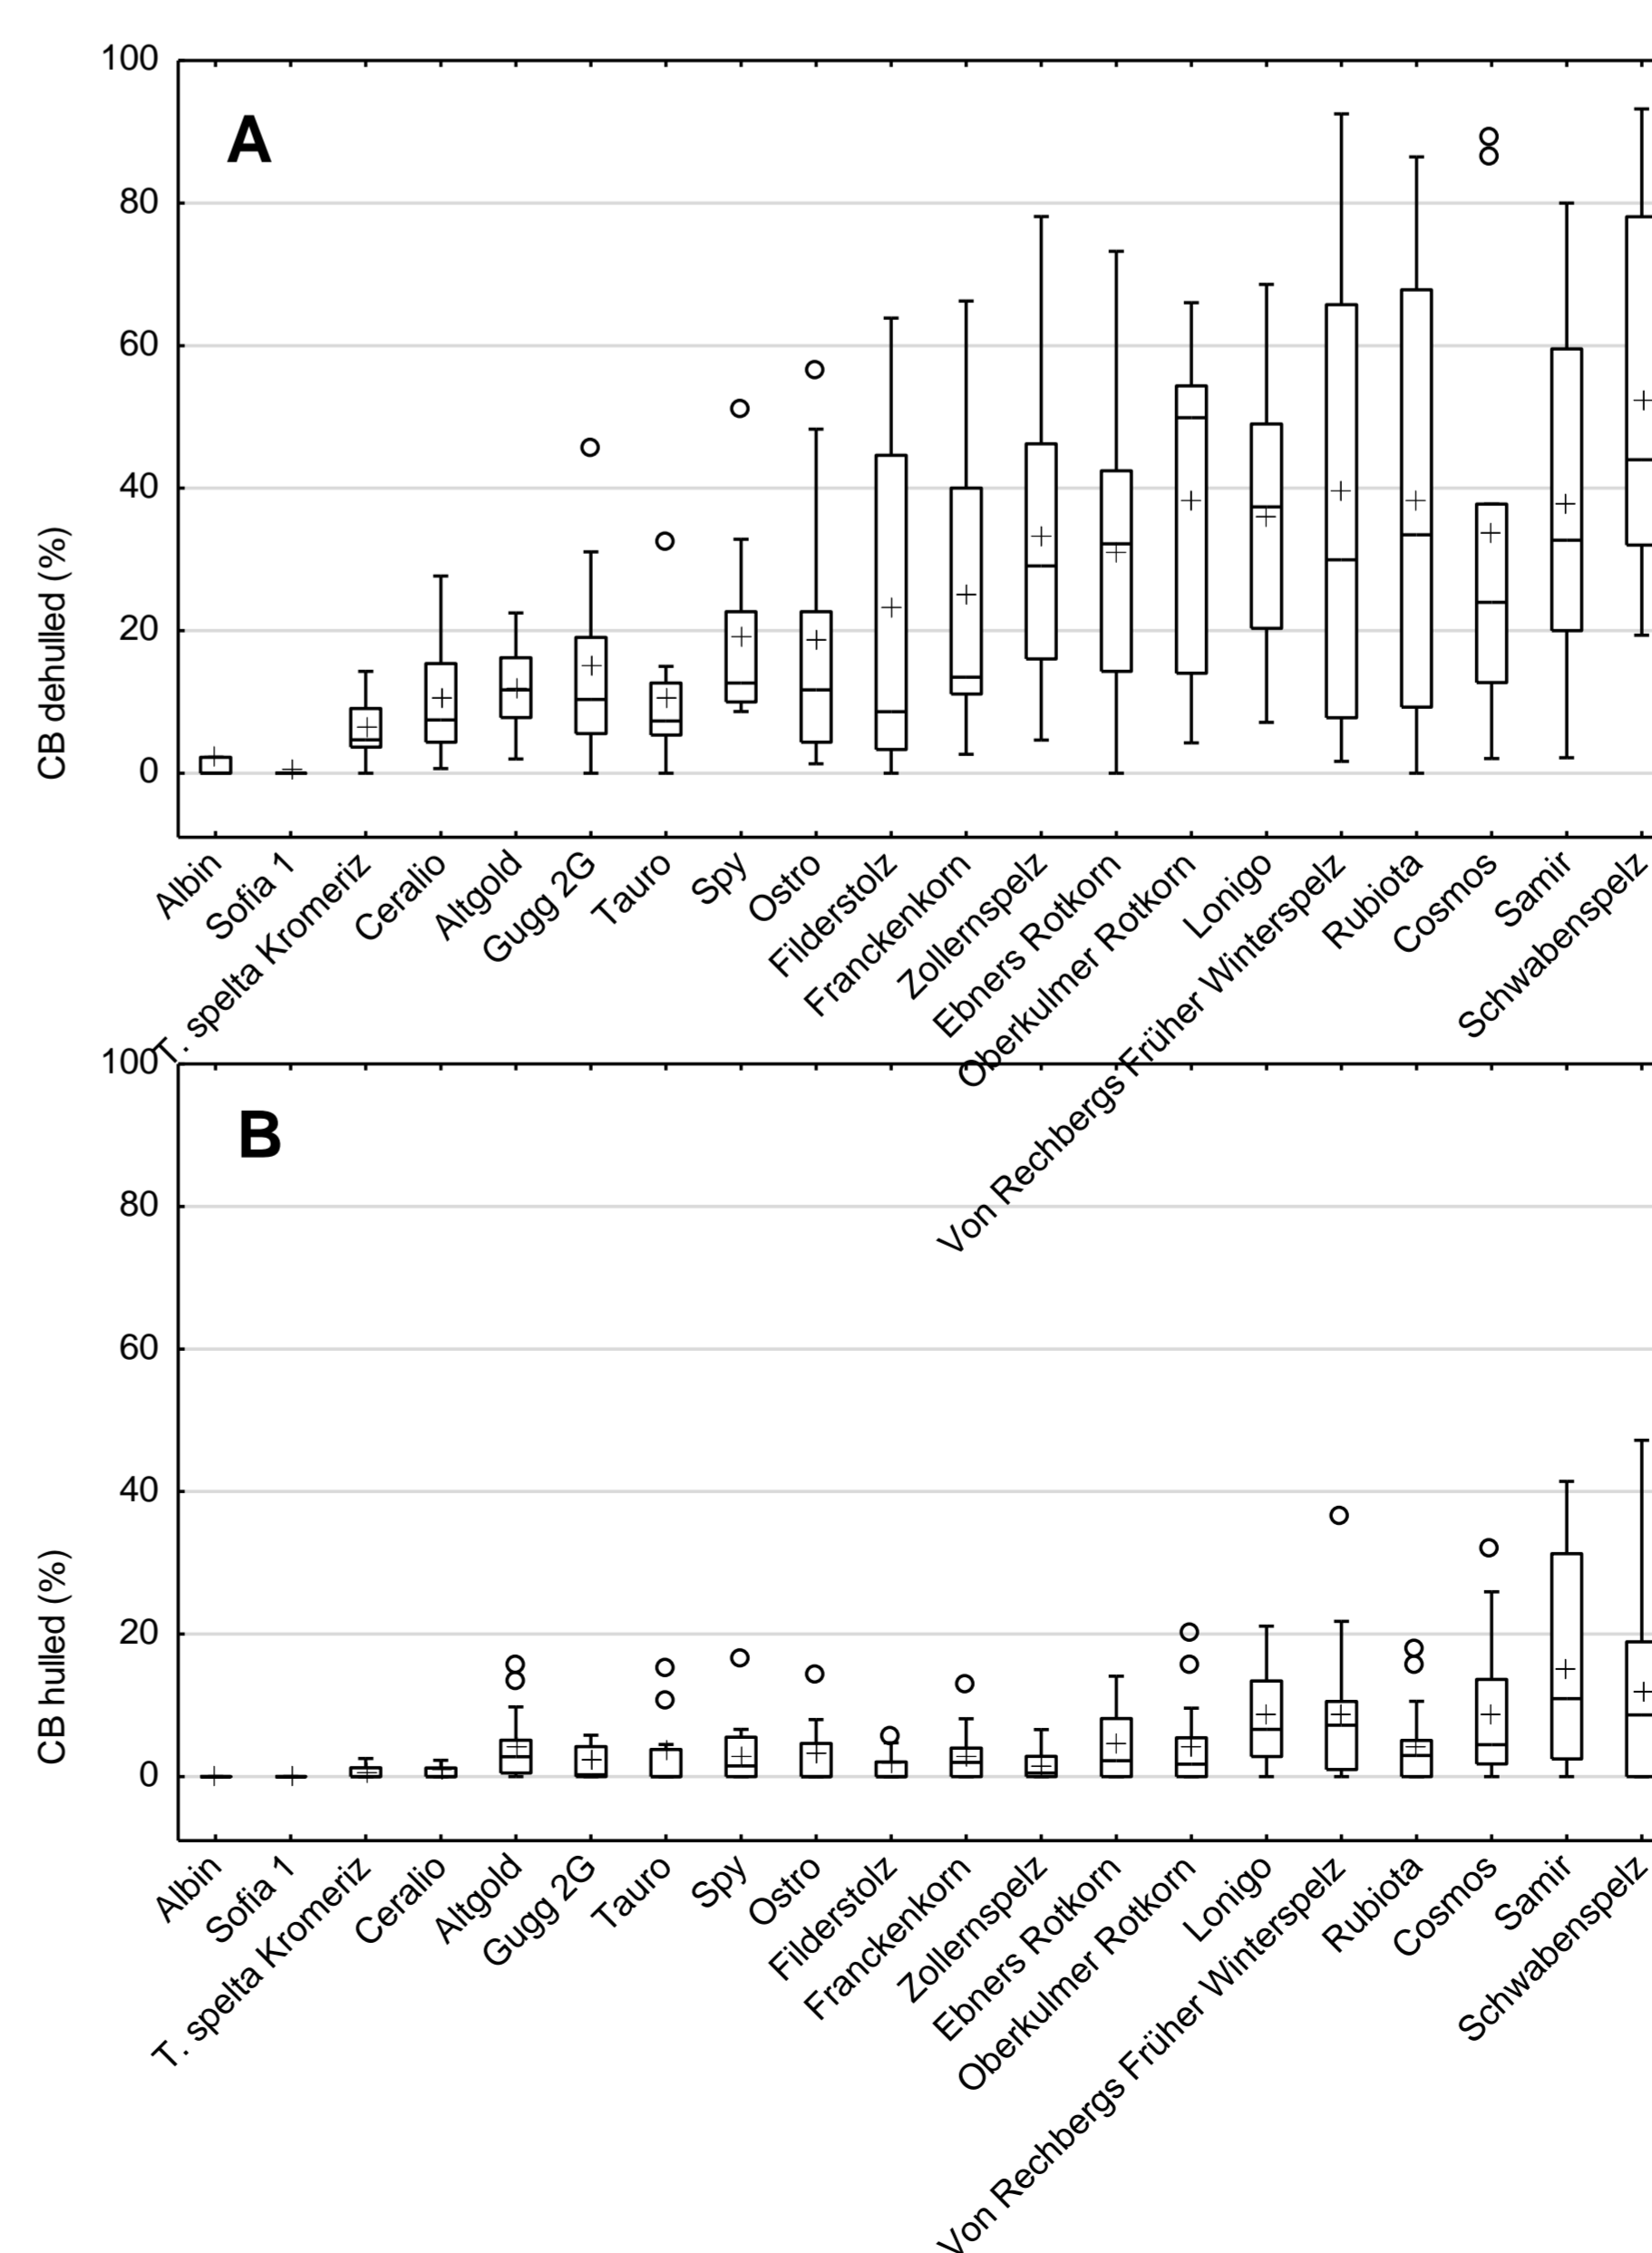 A
100
80
60
40
20
0
CB dehulled (%)
Albin
Sofia 1
T. spelta Kromeriz
Ceralio
Altgold
Gugg 2G
Tauro
Spy
Ostro
Filderstolz
Franckenkorn
Zollernspelz
Ebners Rotkorn
Oberkulmer Rotkorn
Lonigo
Von Rechbergs Früher Winterspelz
Rubiota
Cosmos
Samir
Schwabenspelz
B
100
80
60
40
20
0
CB hulled (%)
Albin
Sofia 1
T. spelta Kromeriz
Ceralio
Altgold
Gugg 2G
Tauro
Spy
Ostro
Filderstolz
Franckenkorn
Zollernspelz
Ebners Rotkorn
Oberkulmer Rotkorn
Lonigo
Von Rechbergs Früher Winterspelz
Rubiota
Cosmos
Samir
Schwabenspelz